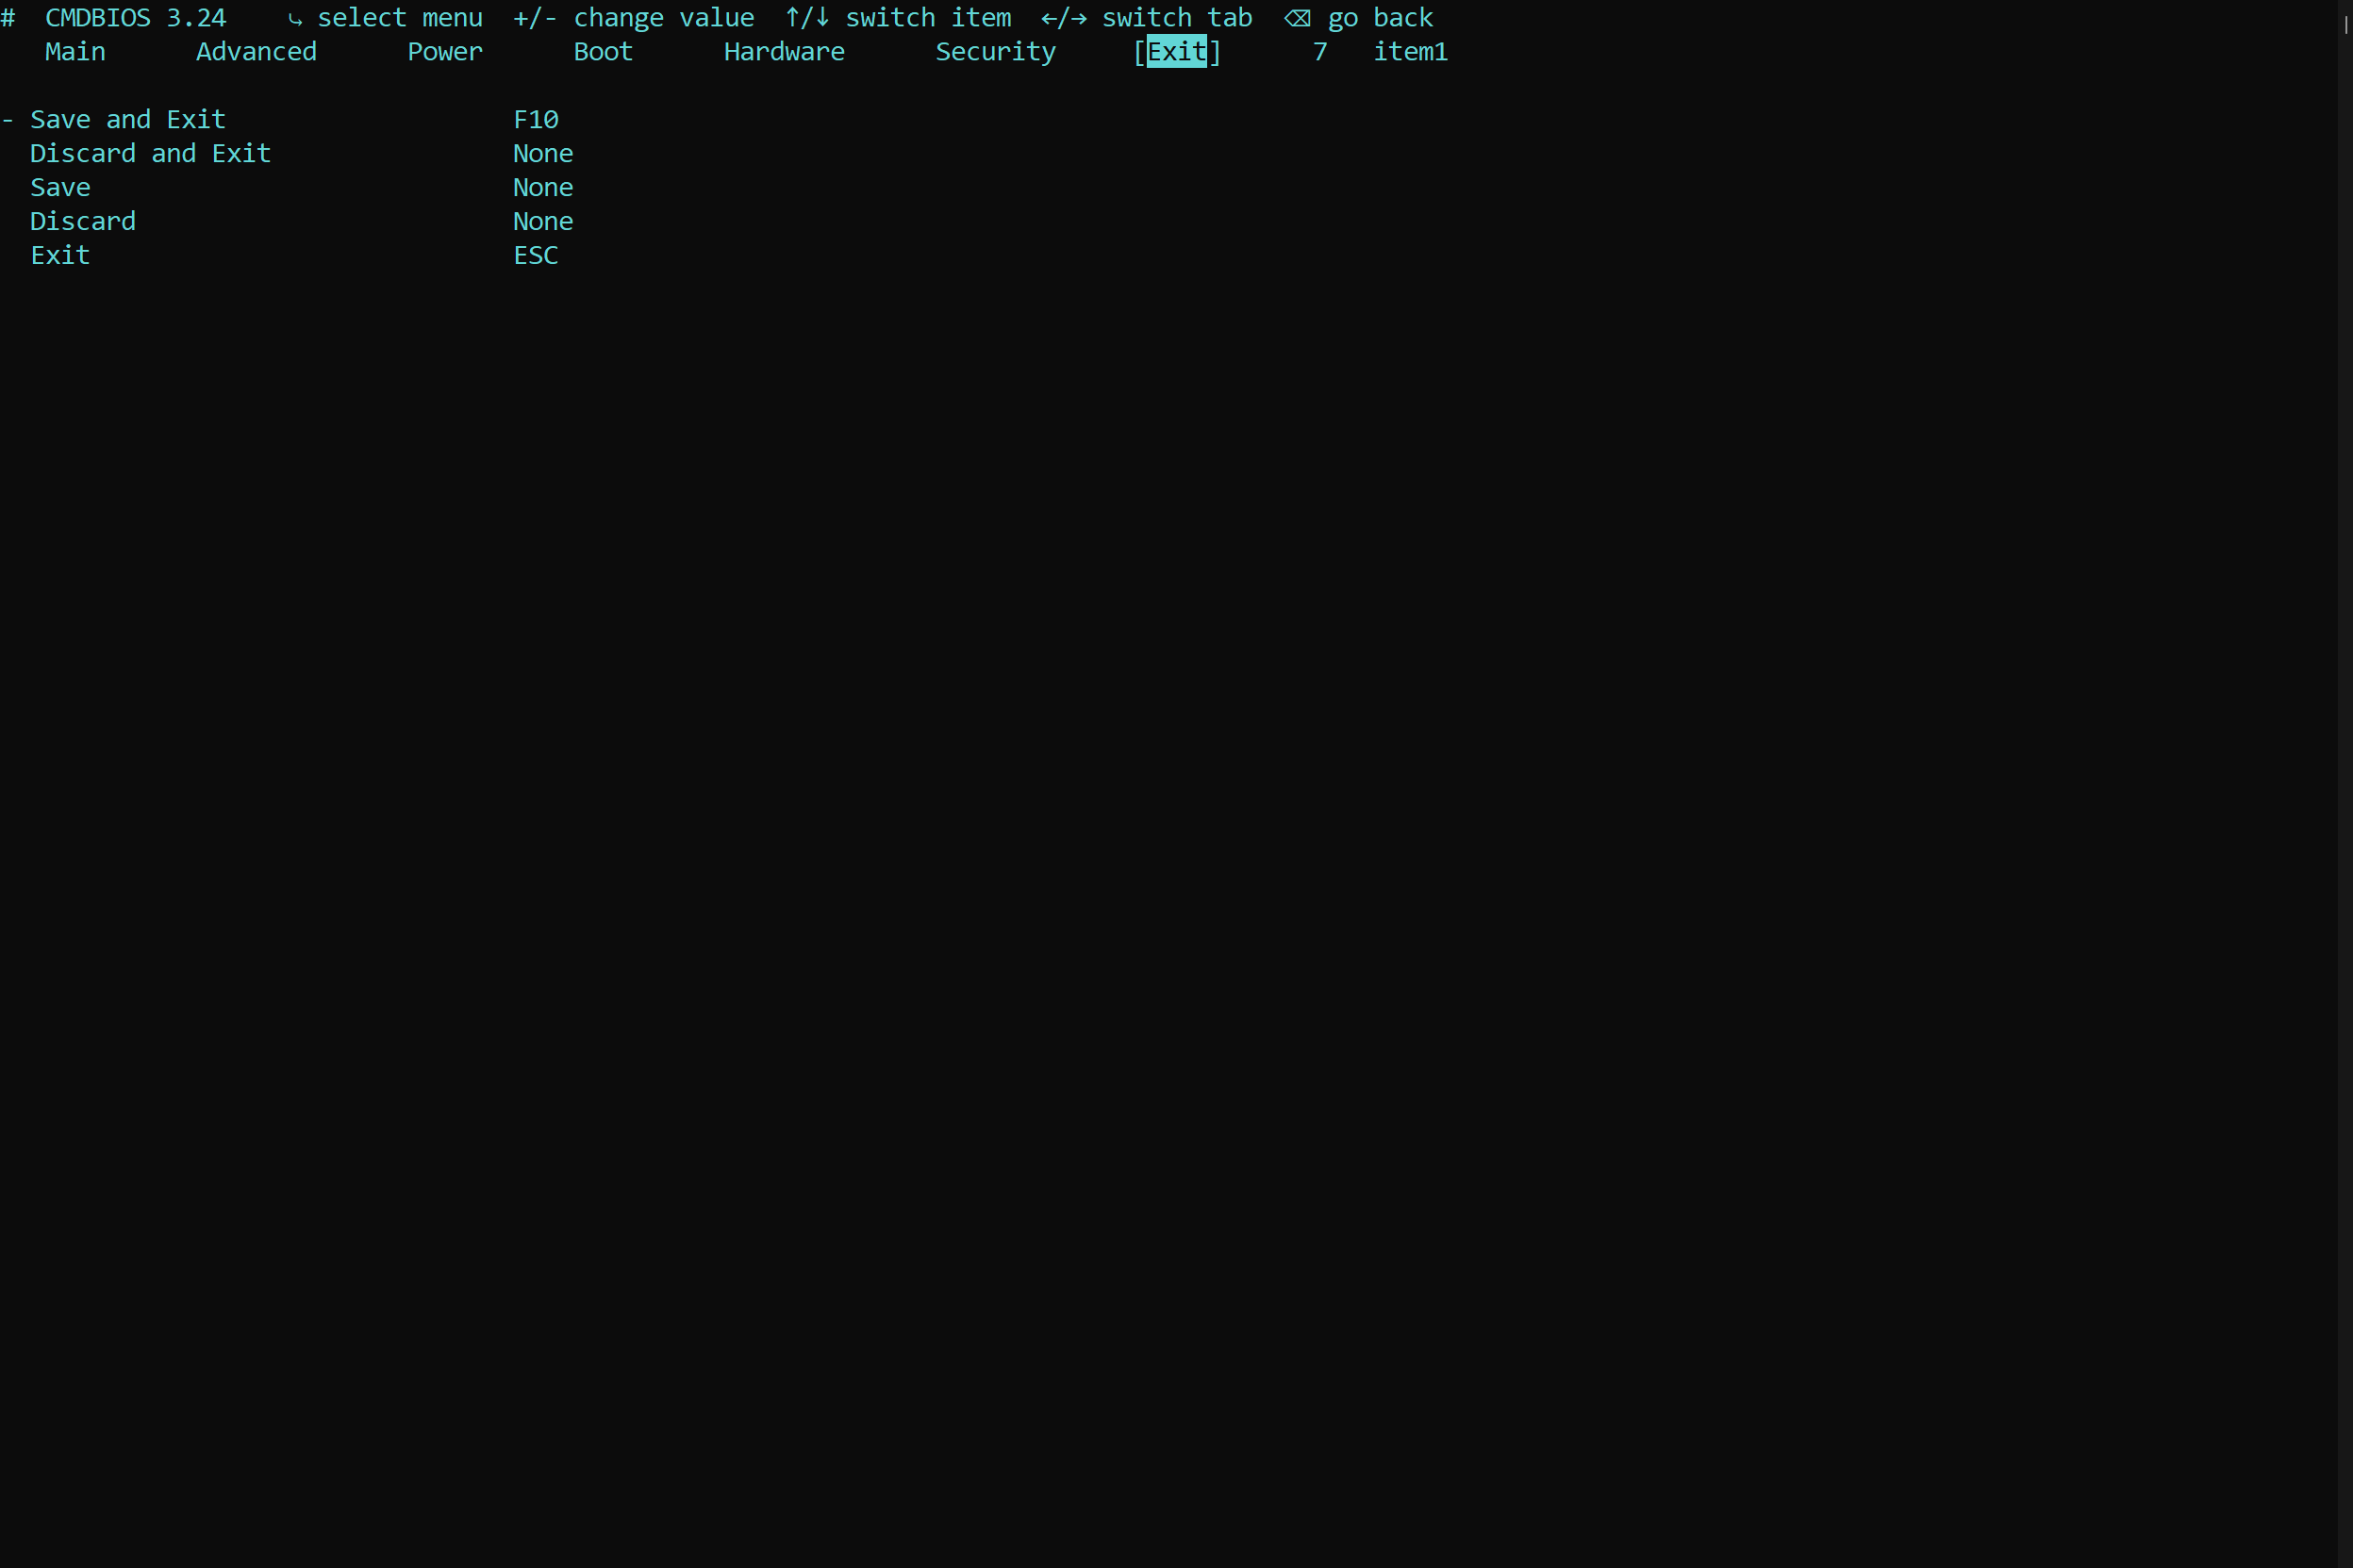 #  CMDBIOS 3.24    ⤷ select menu  +/- change value  ↑/↓ switch item  ←/→ switch tab  ⌫ go back
Main      Advanced      Power      Boot      Hardware      Security     [Exit]      7   item1
- Save and Exit                   F10
Discard and Exit                None
Save                            None
Discard                         None
Exit                            ESC